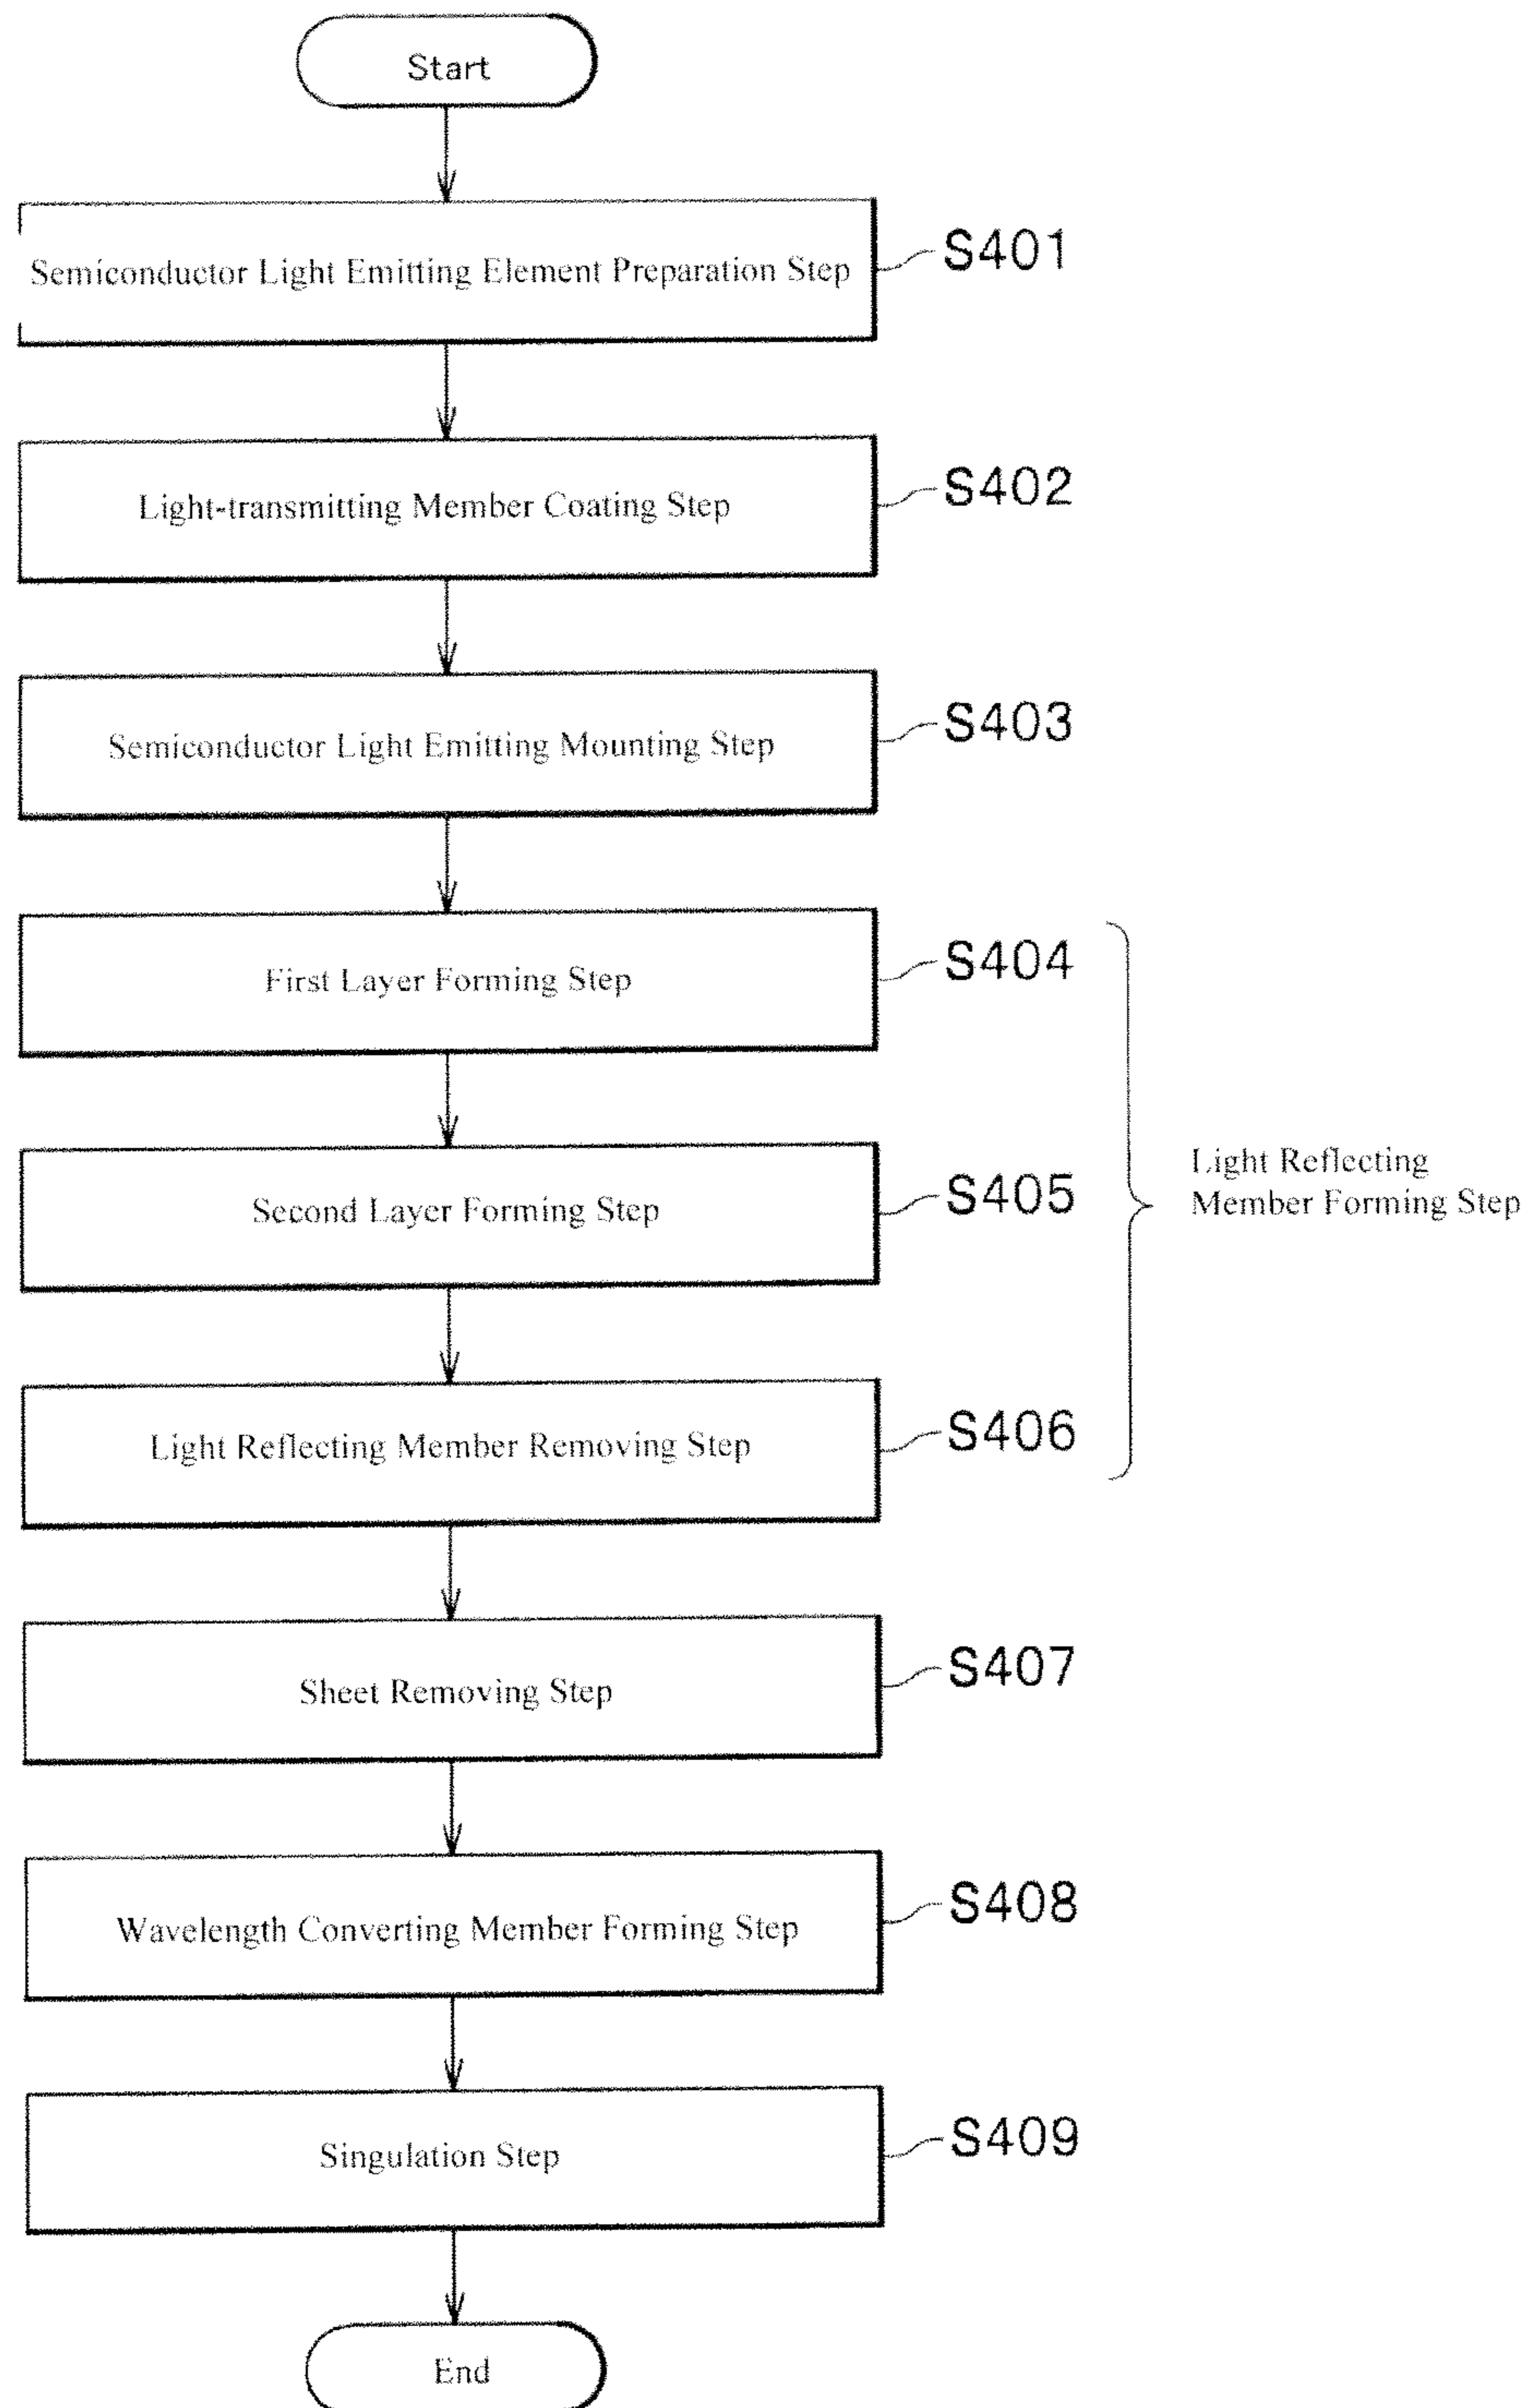 Start
Semiconductor Light Emitting Element Preparation Step
S401
Light-transmitting Member Coating Step
S402
Semiconductor Light Emitting Mounting Step
S403
First Layer Forming Step
S404
Second Layer Forming Step
S405
Light Reflecting
Member Forming Step
Light Reflecting Member Removing Step
S406
Sheet Removing Step
S407
Wavelength Converting Member Forming Step
S408
Singulation Step
S409
End